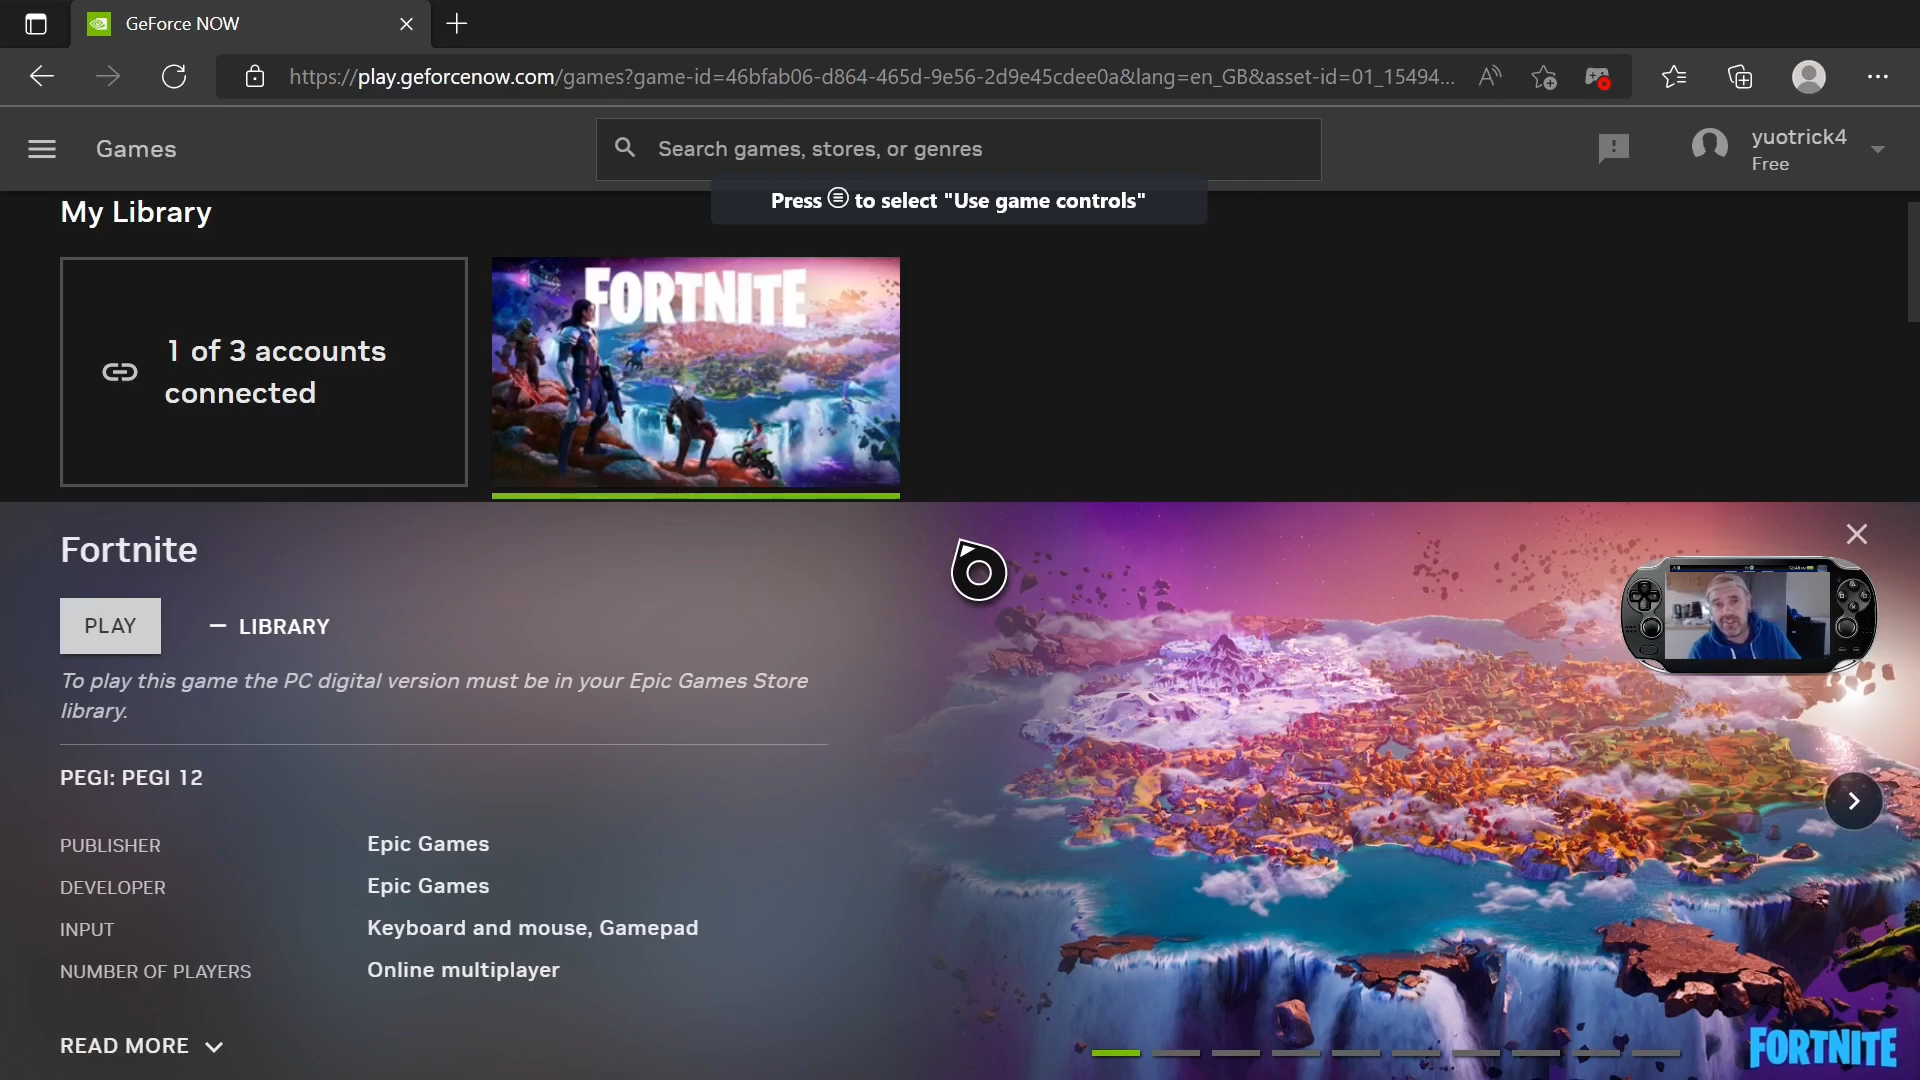 GeForce NOW
https://play.geforcenow.com/games?game-id=46bfab06-d864-465d-9e56-2d9e45cdee0a&lang=en_GB&asset-id=01_15494...
Games
Search games, stores, or genres
yuotrick4
Free
Press to select "Use game controls"
My Library
1 of 3 accounts
connected
FORTNITE
Fortnite
PLAY
LIBRARY
To play this game the PC digital version must be in your Epic Games Store
library.
PEGI: PEGI 12
PUBLISHER Epic Games
DEVELOPER Epic Games
INPUT Keyboard and mouse, Gamepad
NUMBER OF PLAYERS Online multiplayer
READ MORE
FORTNITE